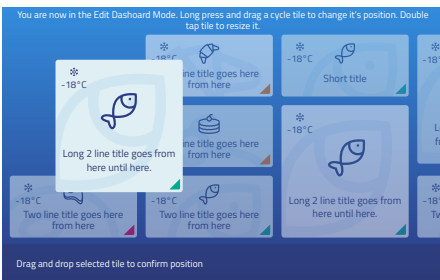 You are now in the Edit Dashoard Mode. Long press and drag a cycle tile to change it's position. Double
tap tile to resize it.
-18°C
line title goes here
from here
-18°C
Short title
-18°C
-18°C
Long 2 line title goes from
here until here.
line title goes here
from here
-18°C
Long 2 line title goes from
here until here.
-18°C
Two line title goes here
from here
-18°C
Two line title goes here
from here
-18°C
Drag and drop selected tile to confirm position